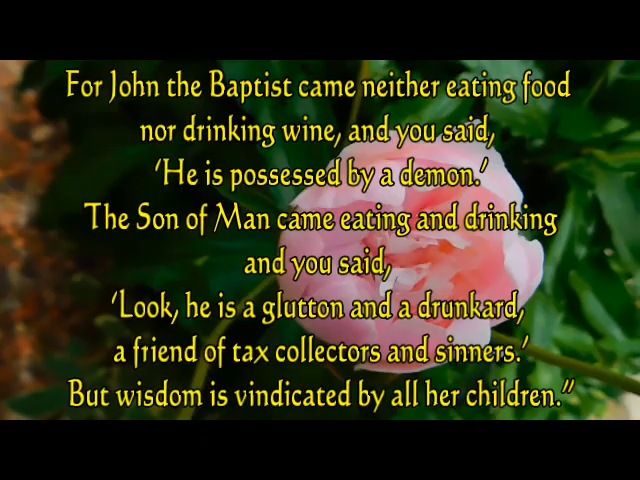 For John the Baptist came neither eating food
nor drinking wine, and you said,
‘He is possessed by a demon.’
The Son of Man came eating and drinking
and you said,
‘Look, he is a glutton and a drunkard,
a friend of tax collectors and sinners.’
But wisdom is vindicated by all her children.”